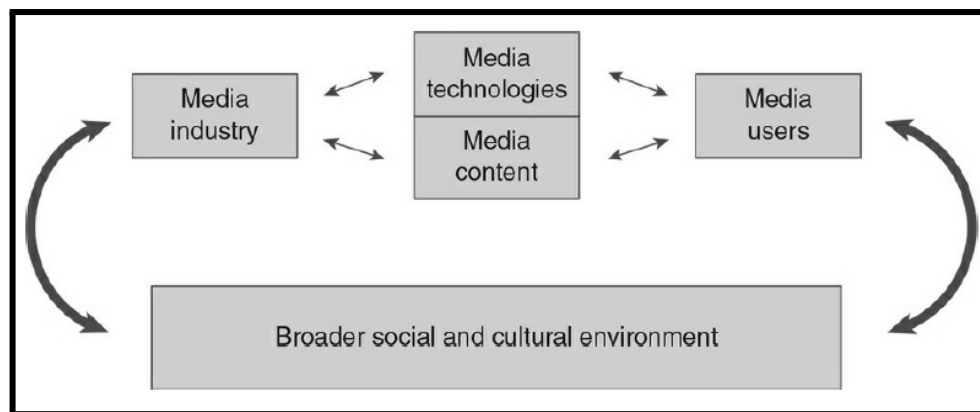 Media
technologies
Media
industry
Media
content
Media
users
Broader social and cultural environment